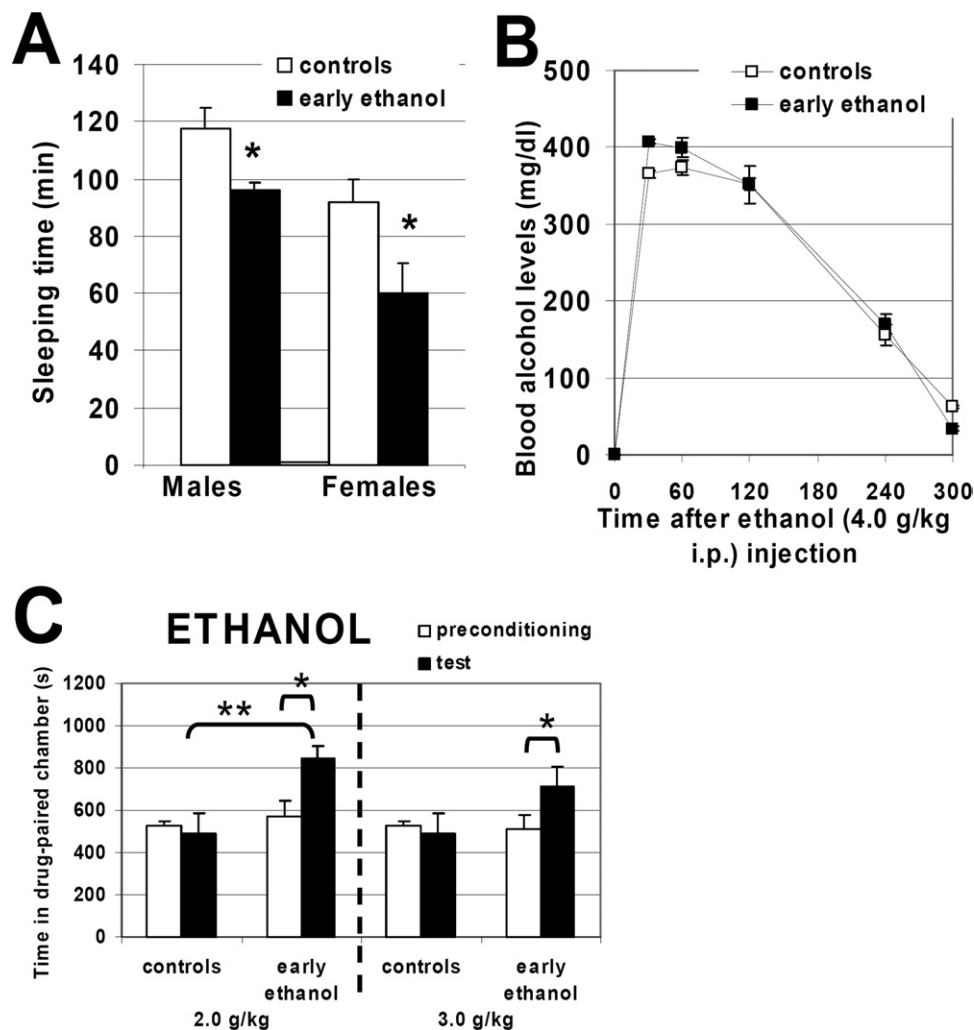 A
controls
early ethanol
Sleeping time (min)
140
120
100
80
60
40
20
0
*
*
Males Females
B
controls
early ethanol
Blood alcohol levels (mg/dl)
500
400
300
200
100
0
0 60 120 180 240 300
Time after ethanol (4.0 g/kg
i.p.) injection
C
ETHANOL
preconditioning
test
Time in drug-paired chamber (s)
1200
1000
800
600
400
200
0
**
*
*
controls early controls early
ethanol ethanol
2.0 g/kg 3.0 g/kg